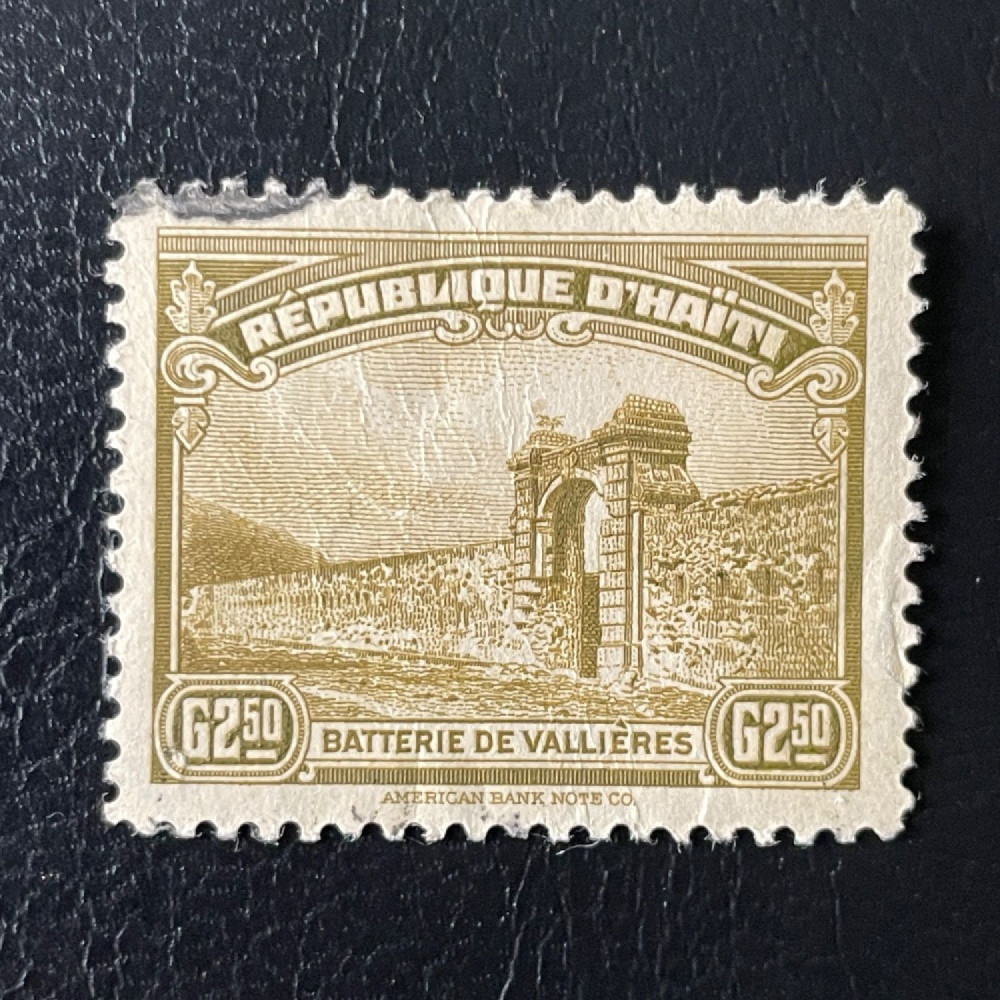 RÉPUBLIQUE D'HAÏTI
G2.50 BATTERIE DE VALLIÈRES G2.50
AMERICAN BANK NOTE CO.